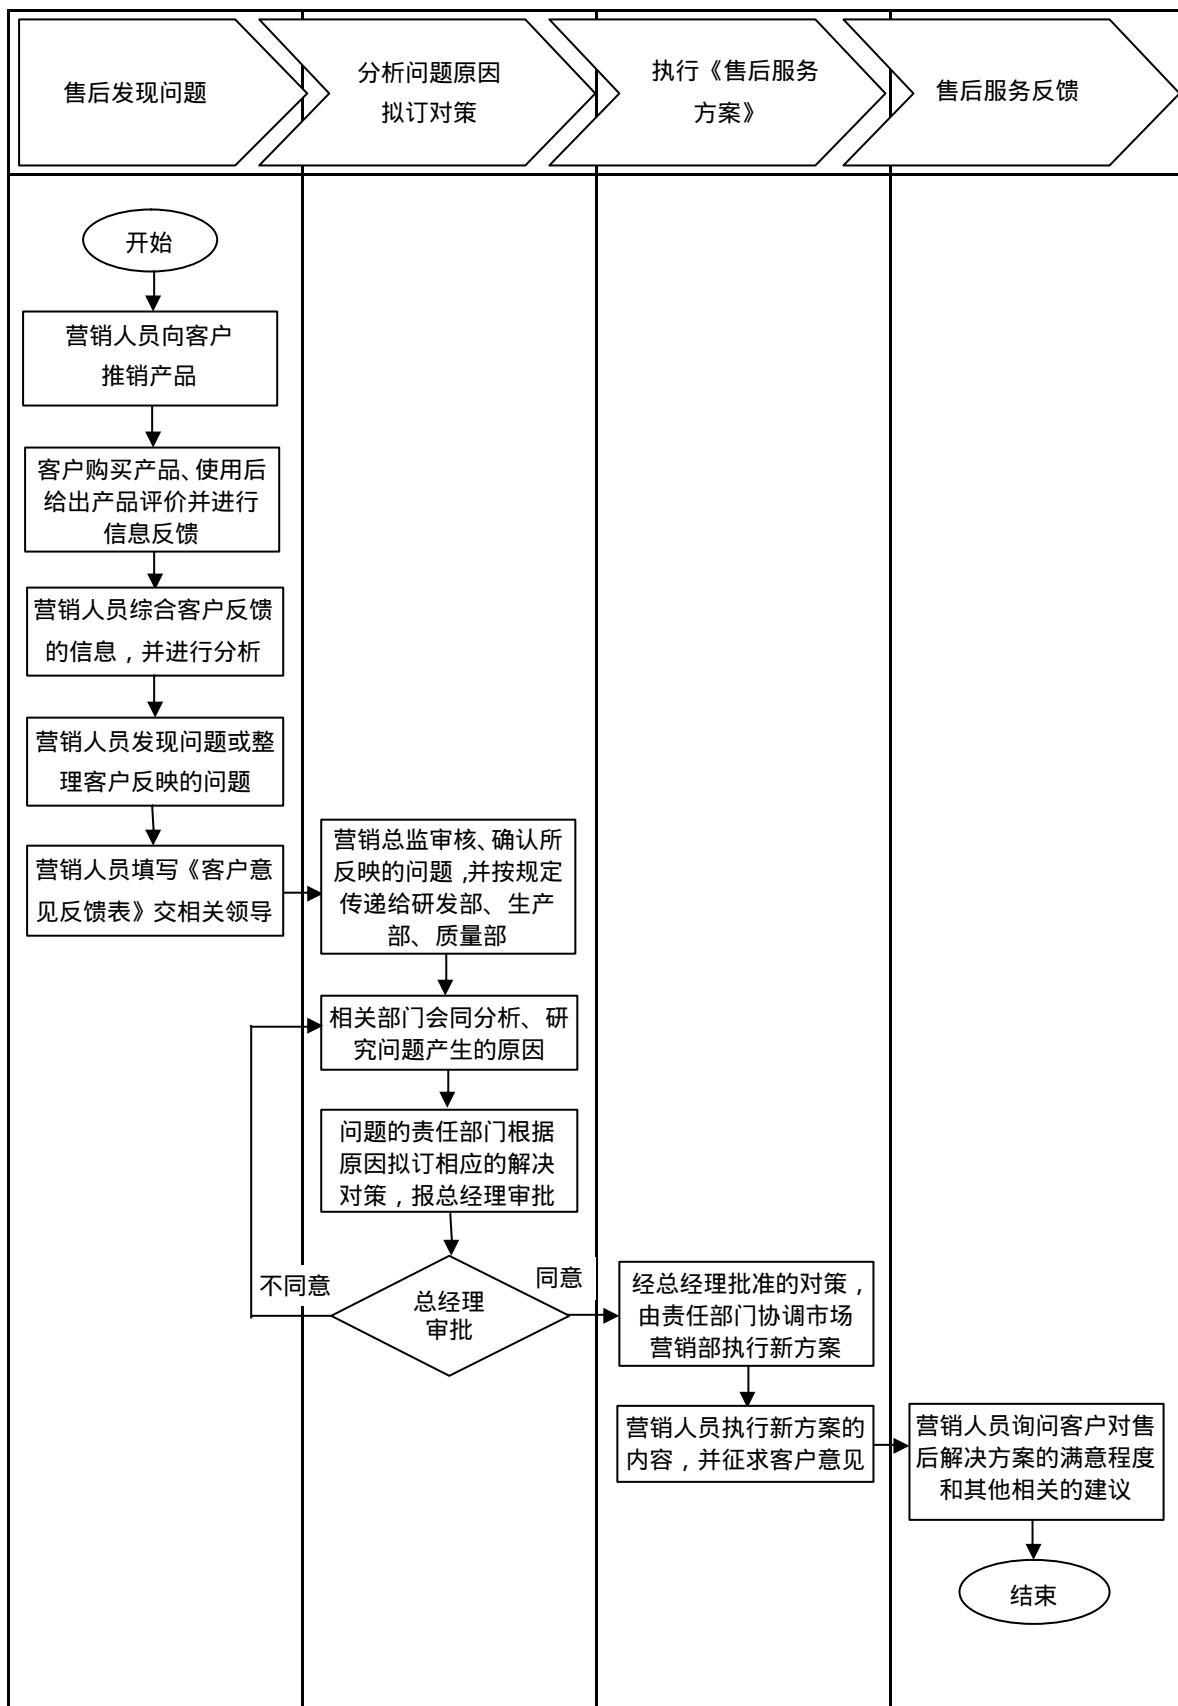 售后发现问题
分析问题原因
拟订对策
执行《售后服务
方案》
售后服务反馈
开始
营销人员向客户
推销产品
客户购买产品、使用后
给出产品评价并进行
信息反馈
营销人员综合客户反馈
的信息，并进行分析
营销人员发现问题或整
理客户反映的问题
营销人员填写《客户意
见反馈表》交相关领导
营销总监审核、确认所
反映的问题,并按规定
传递给研发部、生产
部、质量部
相关部门会同分析、研
究问题产生的原因
问题的责任部门根据
原因拟订相应的解决
对策，报总经理审批
不同意
总经理
审批
同意
经总经理批准的对策，
由责任部门协调市场
营销部执行新方案
营销人员执行新方案的
内容，并征求客户意见
营销人员询问客户对售
后解决方案的满意程度
和其他相关的建议
结束